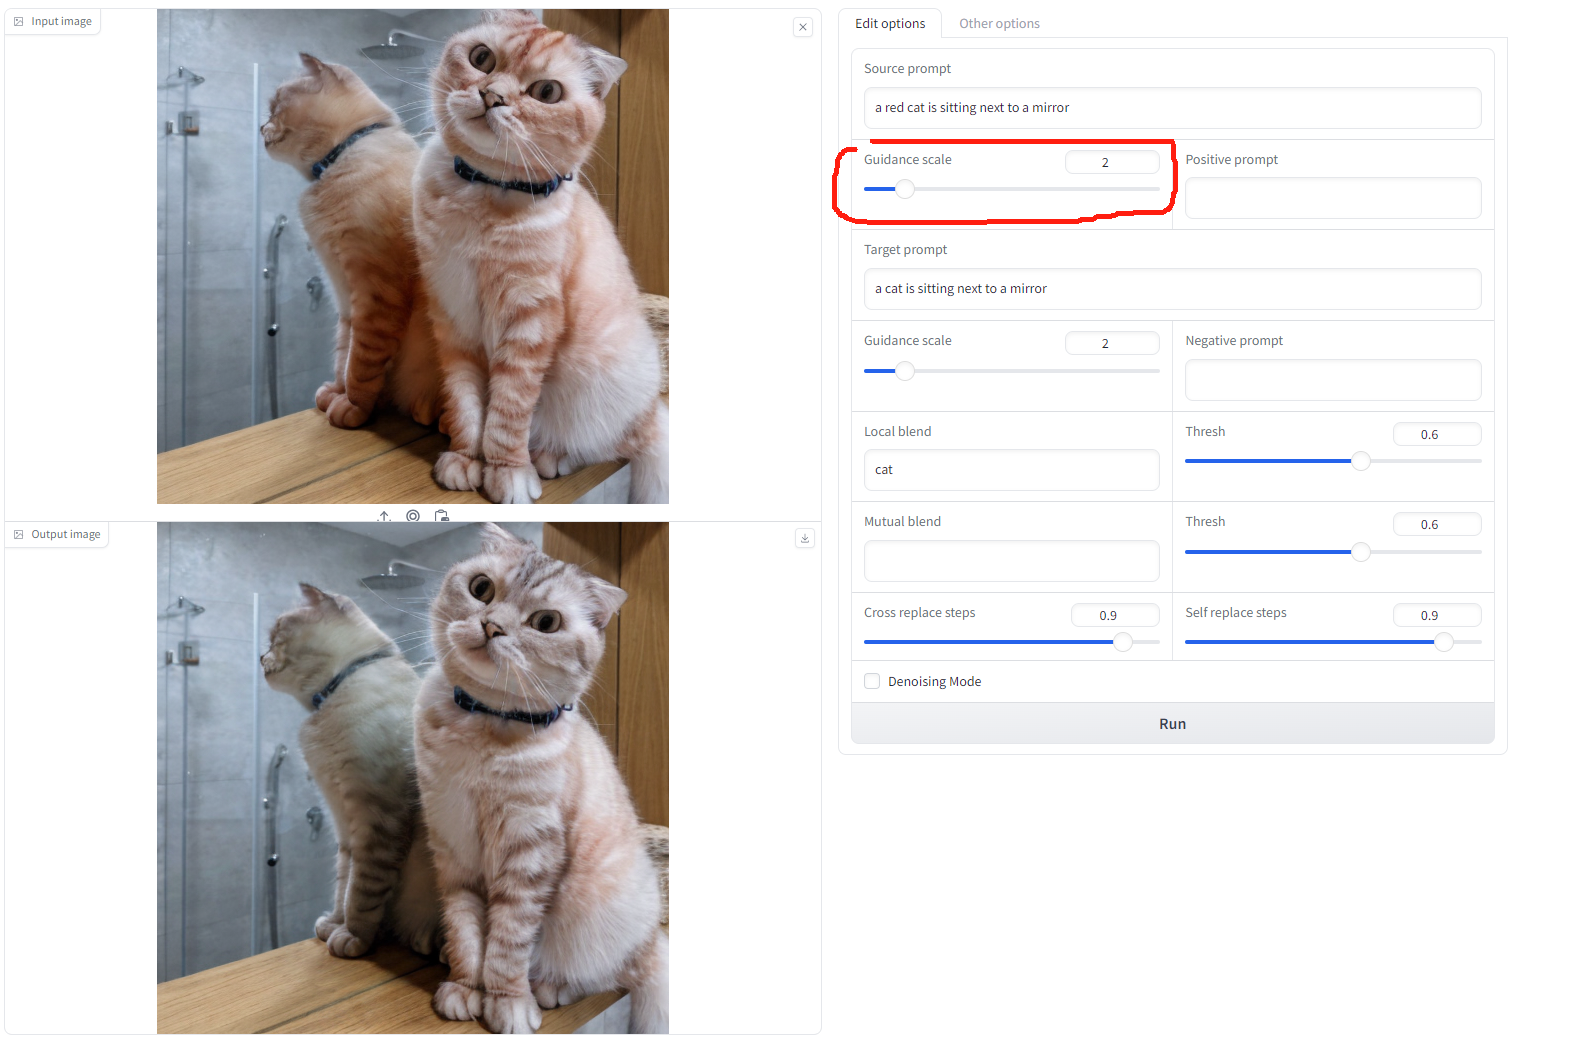 Input image
Output image
Edit options
Other options
Source prompt
a red cat is sitting next to a mirror
Guidance scale
2
Positive prompt
Target prompt
a cat is sitting next to a mirror
Guidance scale
2
Negative prompt
Local blend
cat
Thresh
0.6
Mutual blend
Thresh
0.6
Cross replace steps
0.9
Self replace steps
0.9
Denoising Mode
Run